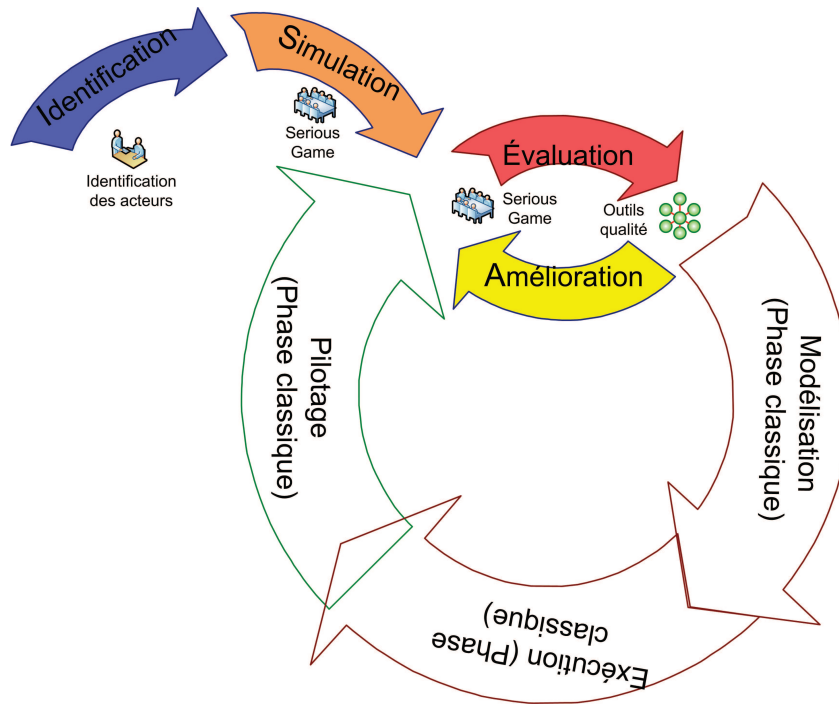 Identification
Simulation
Identification
des acteurs
Serious
Game
Évaluation
Serious
Game
Outils
qualité
Amélioration
Modélisation
(Phase classique)
Exécution (Phase
classique)
Pilotage
(Phase classique)